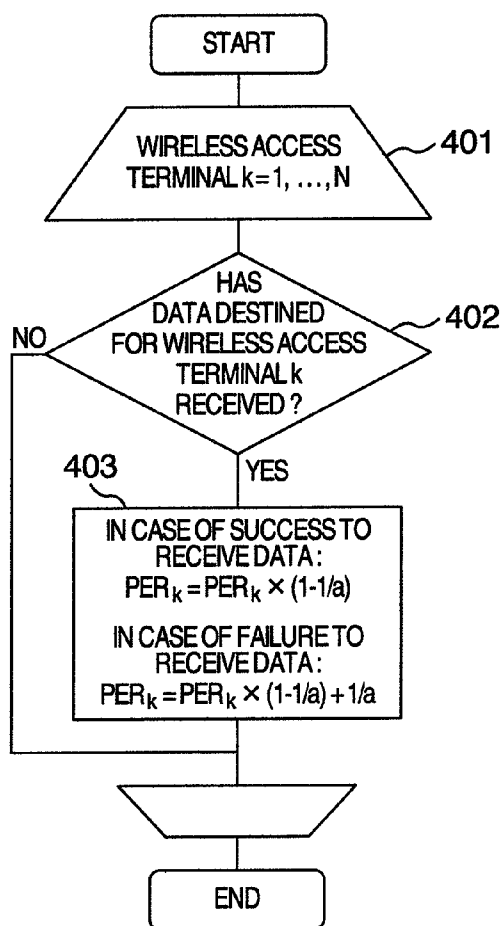 START
WIRELESS ACCESS
TERMINAL k=1, ...,N
401
HAS
DATA DESTINED
FOR WIRELESS ACCESS
TERMINAL k
RECEIVED ?
402
NO
YES
403
IN CASE OF SUCCESS TO
RECEIVE DATA :
PERk = PERk × (1-1/a)
IN CASE OF FAILURE TO
RECEIVE DATA :
PERk = PERk × (1-1/a) + 1/a
END